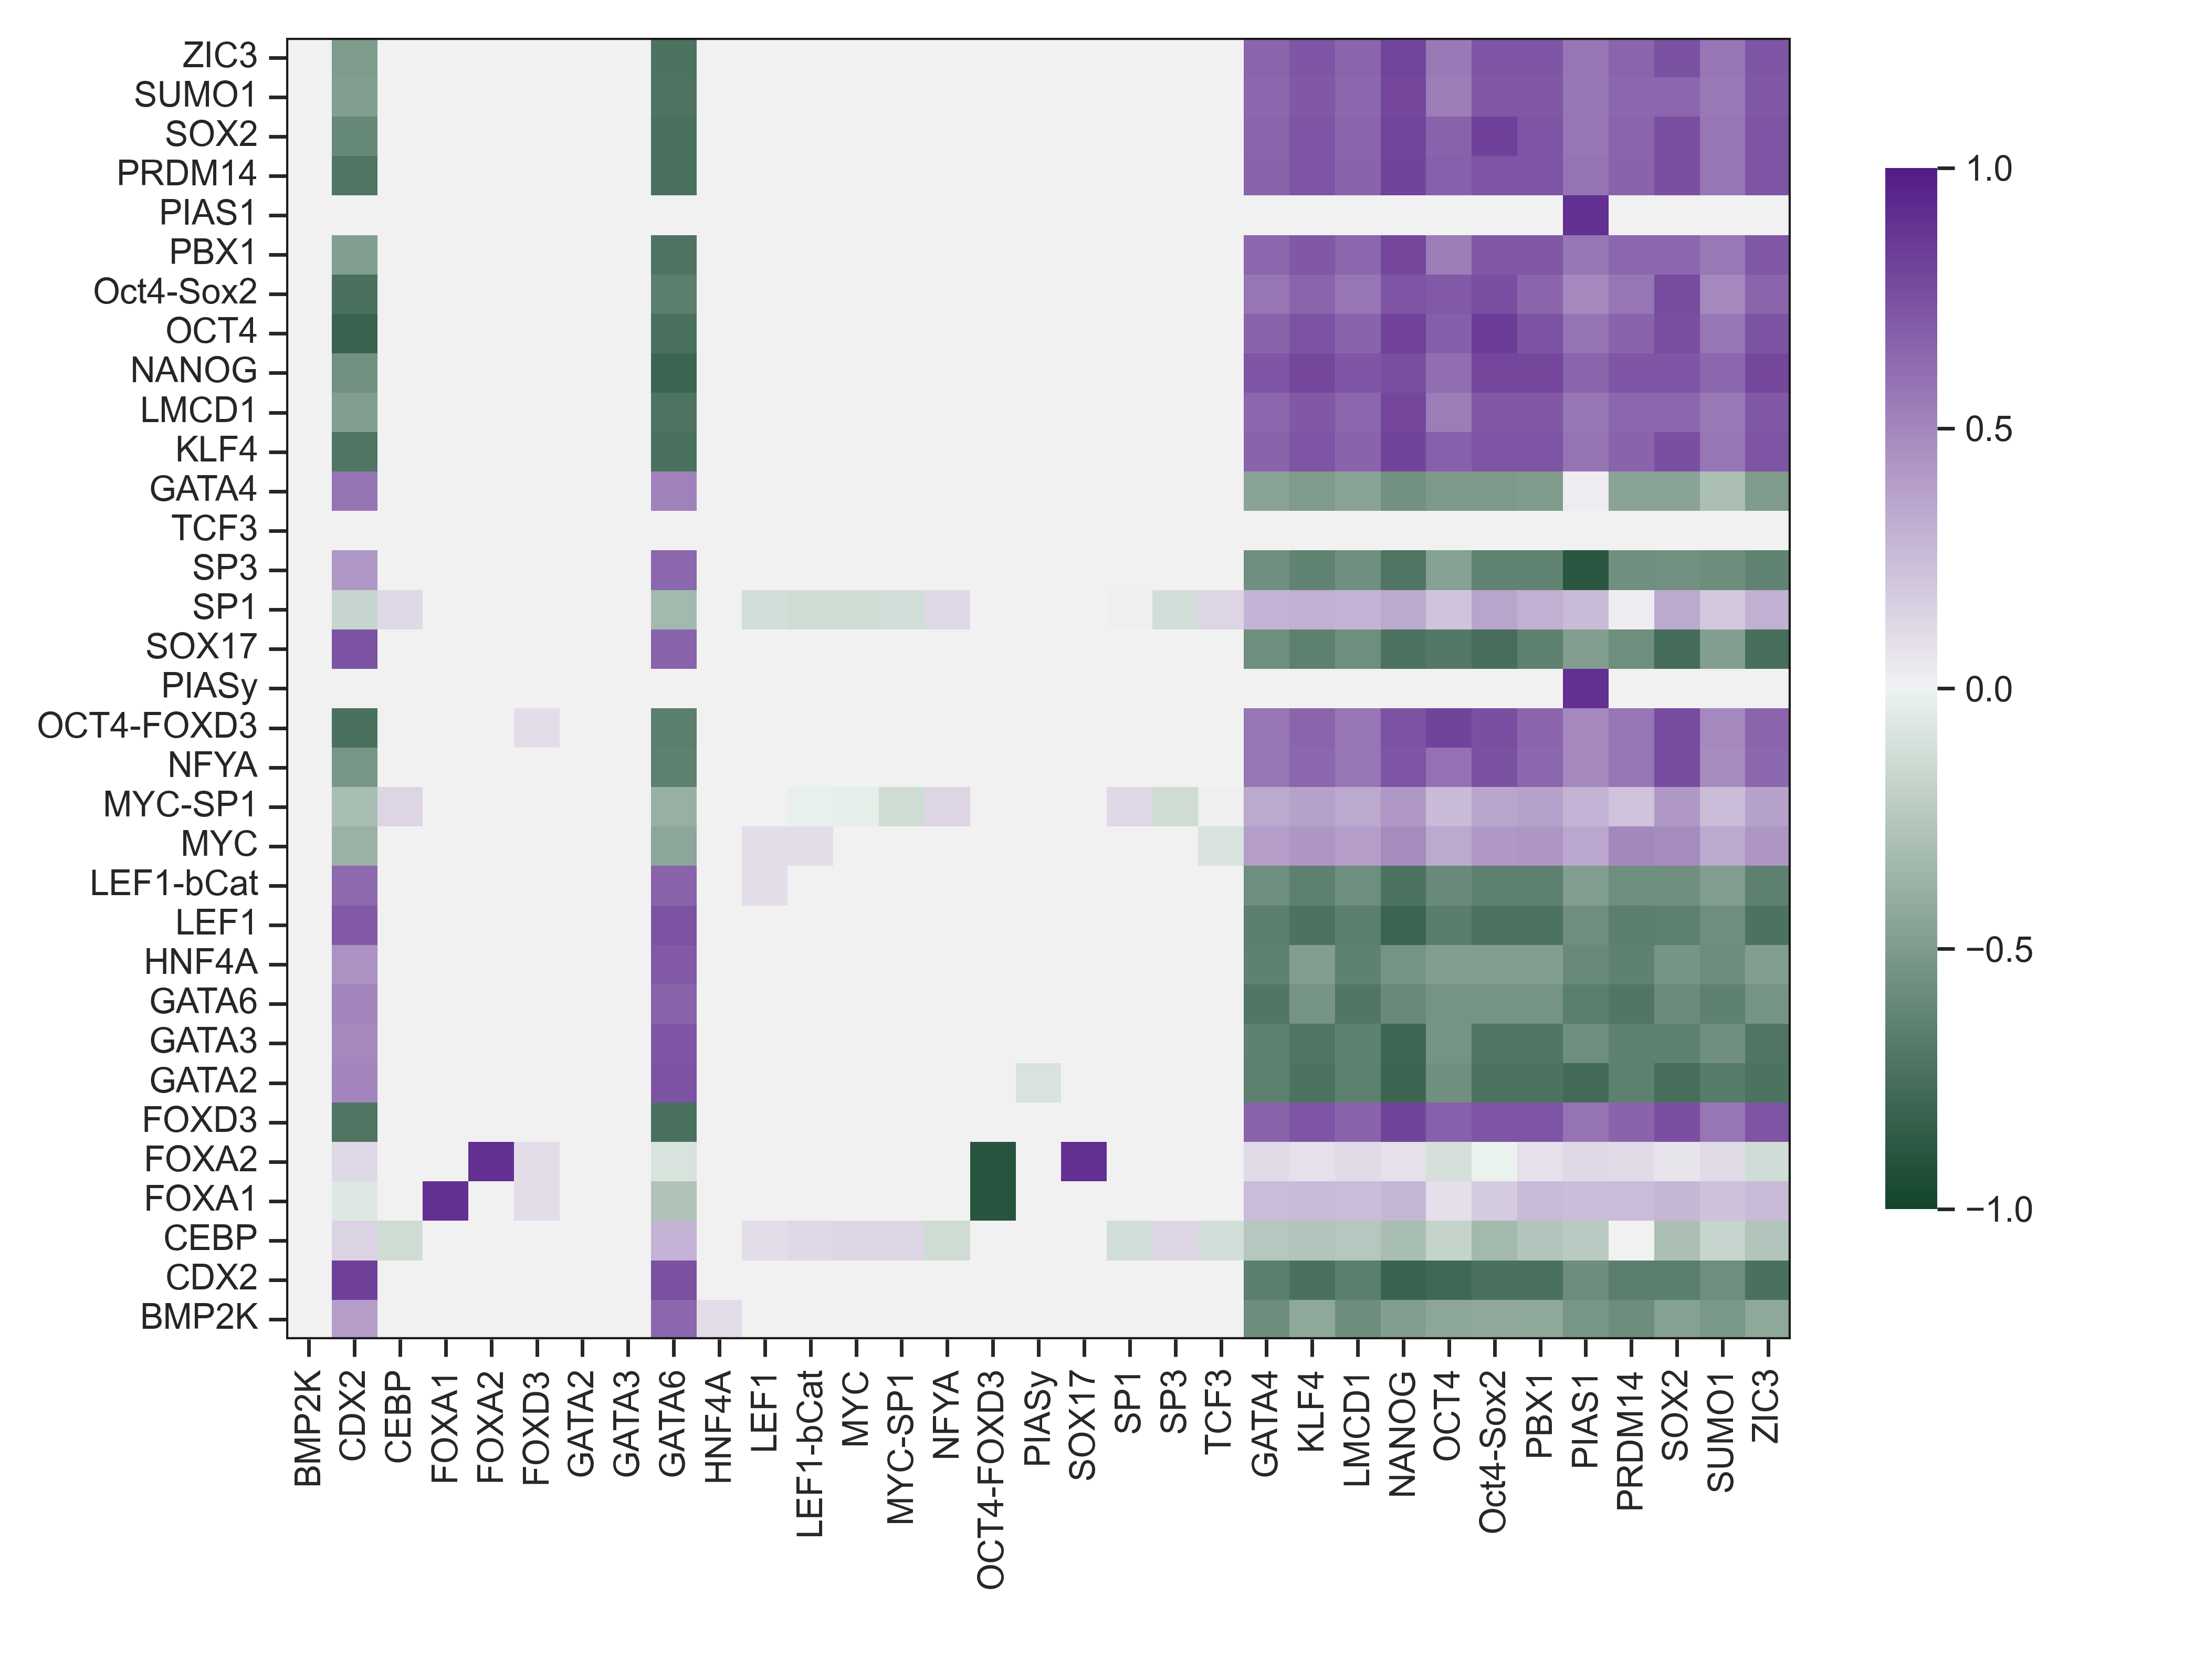 ZIC3
SUMO1
SOX2
PRDM14
PIAS1
PBX1
Oct4-Sox2
OCT4
NANOG
LMCD1
KLF4
GATA4
TCF3
SP3
SP1
SOX17
PIASy
OCT4-FOXD3
NFYA
MYC-SP1
MYC
LEF1-bCat
LEF1
HNF4A
GATA6
GATA3
GATA2
FOXD3
FOXA2
FOXA1
CEBP
CDX2
BMP2K
BMP2K
CDX2
CEBP
FOXA1
FOXA2
FOXD3
GATA2
GATA3
GATA6
HNF4A
LEF1
LEF1-bCat
MYC
MYC-SP1
NFYA
OCT4-FOXD3
PIASy
SOX17
SP1
SP3
TCF3
GATA4
KLF4
LMCD1
NANOG
OCT4
Oct4-Sox2
PBX1
PIAS1
PRDM14
SOX2
SUMO1
ZIC3
1.0
0.5
0.0
−0.5
−1.0